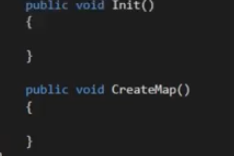 public void Init()
{
}
public void CreateMap()
{
}